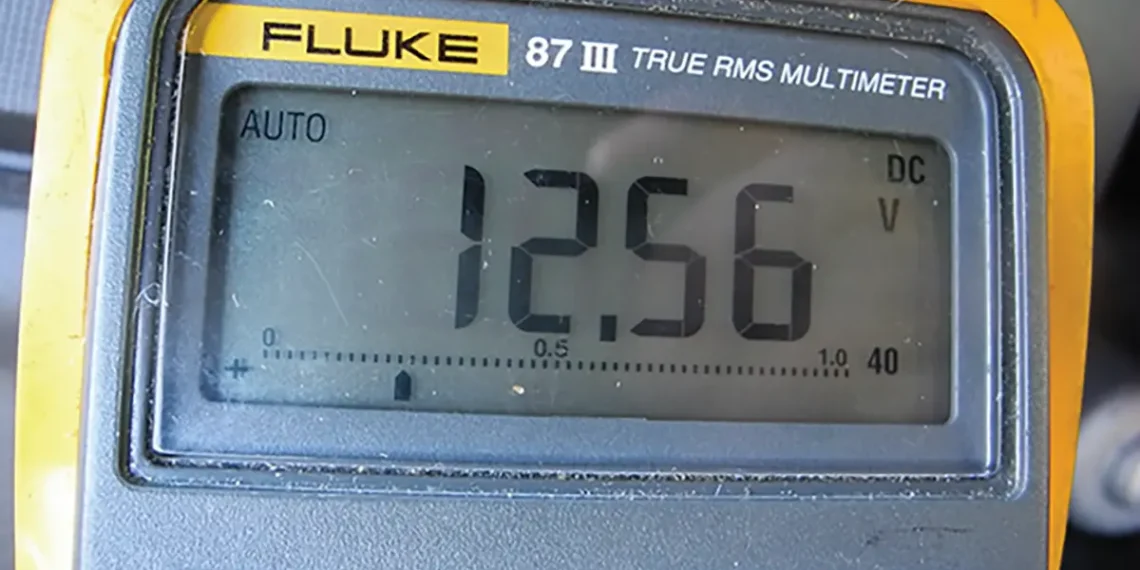 FLUKE 87 III TRUE RMS MULTIMETER
AUTO
DC
12.56
V
0 0.5 1.0 40
+